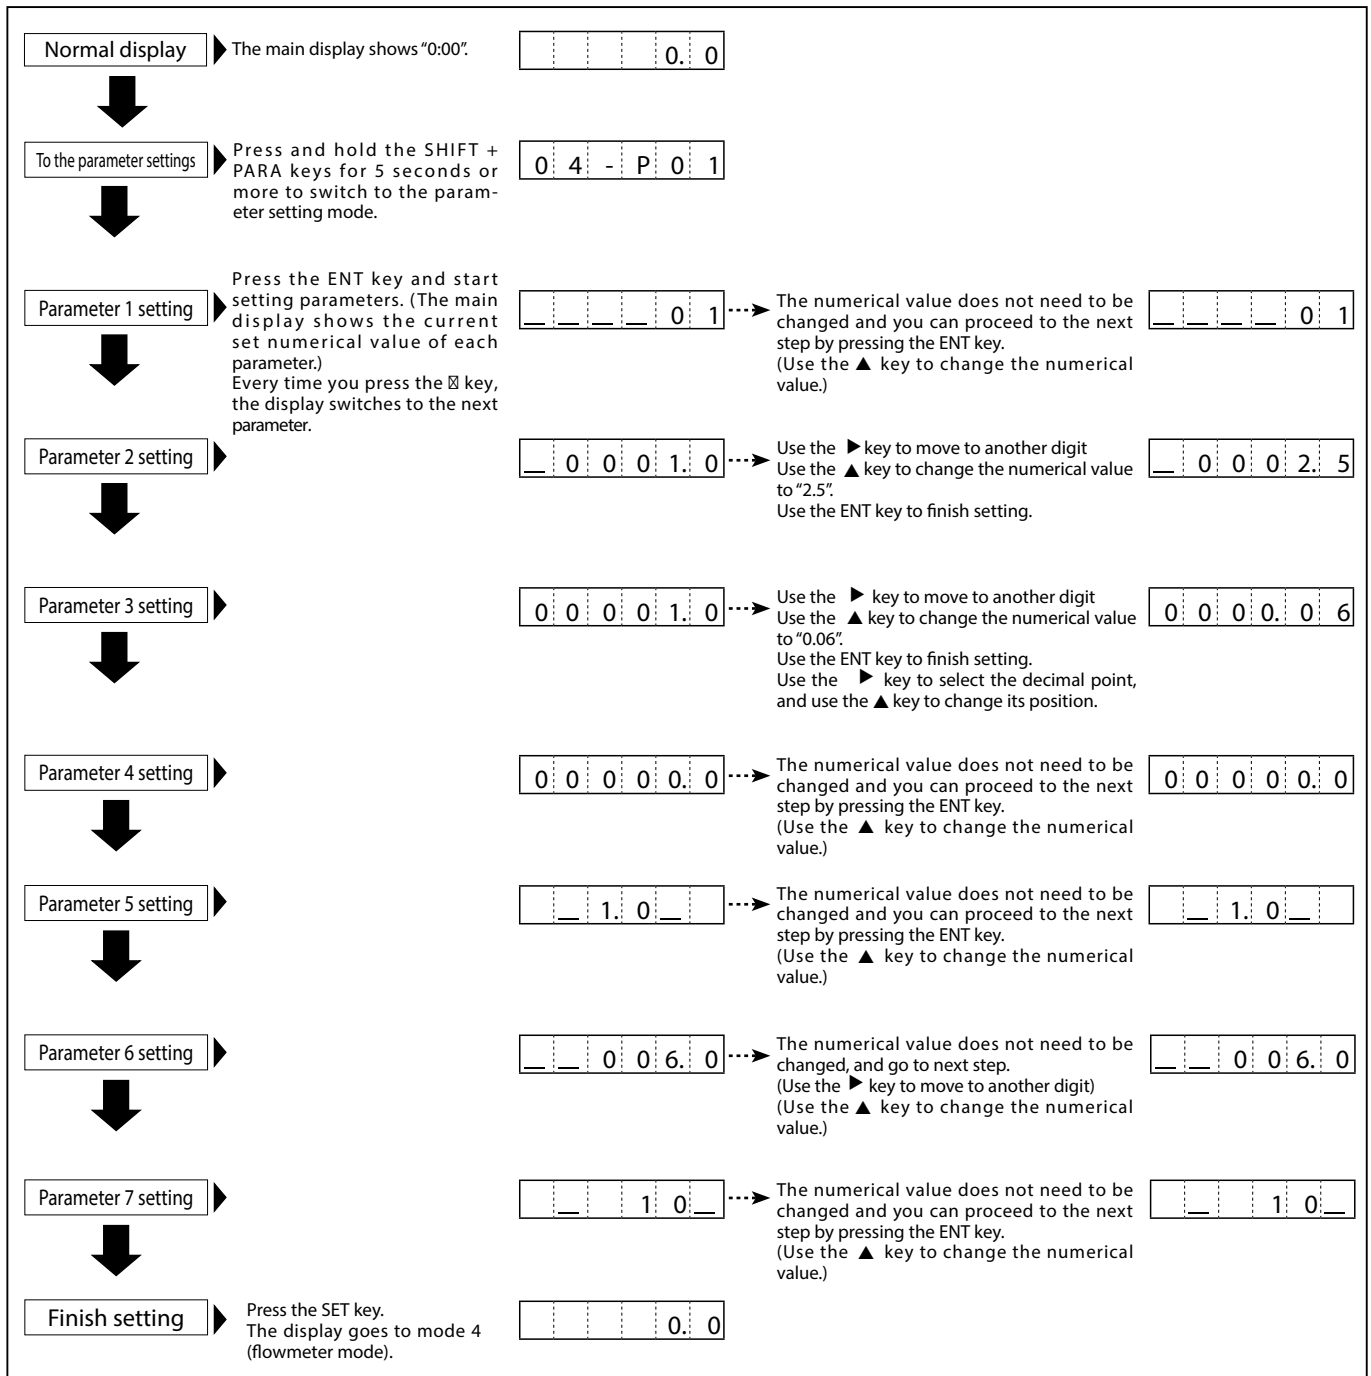 Normal display
The main display shows “0:00”.
0. 0
To the parameter settings
Press and hold the SHIFT +
PARA keys for 5 seconds or
more to switch to the param-
eter setting mode.
0 4 - P 0 1
Parameter 1 setting
Press the ENT key and start
setting parameters. (The main
display shows the current
set numerical value of each
parameter.)
Every time you press the ☒ key,
the display switches to the next
parameter.
_ _ _ _ 0 1
The numerical value does not need to be
changed and you can proceed to the next
step by pressing the ENT key.
(Use the ▲ key to change the numerical
value.)
_ _ _ _ 0 1
Parameter 2 setting
_ 0 0 0 1. 0
Use the ▶ key to move to another digit
Use the ▲ key to change the numerical value
to “2.5”.
Use the ENT key to finish setting.
_ 0 0 0 2. 5
Parameter 3 setting
0 0 0 0 1. 0
Use the ▶ key to move to another digit
Use the ▲ key to change the numerical value
to “0.06”.
Use the ENT key to finish setting.
Use the ▶ key to select the decimal point,
and use the ▲ key to change its position.
0 0 0 0. 0 6
Parameter 4 setting
0 0 0 0 0. 0
The numerical value does not need to be
changed and you can proceed to the next
step by pressing the ENT key.
(Use the ▲ key to change the numerical
value.)
0 0 0 0 0. 0
Parameter 5 setting
_ 1. 0 _
The numerical value does not need to be
changed and you can proceed to the next
step by pressing the ENT key.
(Use the ▲ key to change the numerical
value.)
_ 1. 0 _
Parameter 6 setting
_ _ 0 0 6. 0
The numerical value does not need to be
changed, and go to next step.
(Use the ▶ key to move to another digit)
(Use the ▲ key to change the numerical
value.)
_ _ 0 0 6. 0
Parameter 7 setting
_ 1 0 _
The numerical value does not need to be
changed and you can proceed to the next
step by pressing the ENT key.
(Use the ▲ key to change the numerical
value.)
_ 1 0 _
Finish setting
Press the SET key.
The display goes to mode 4
(flowmeter mode).
0. 0